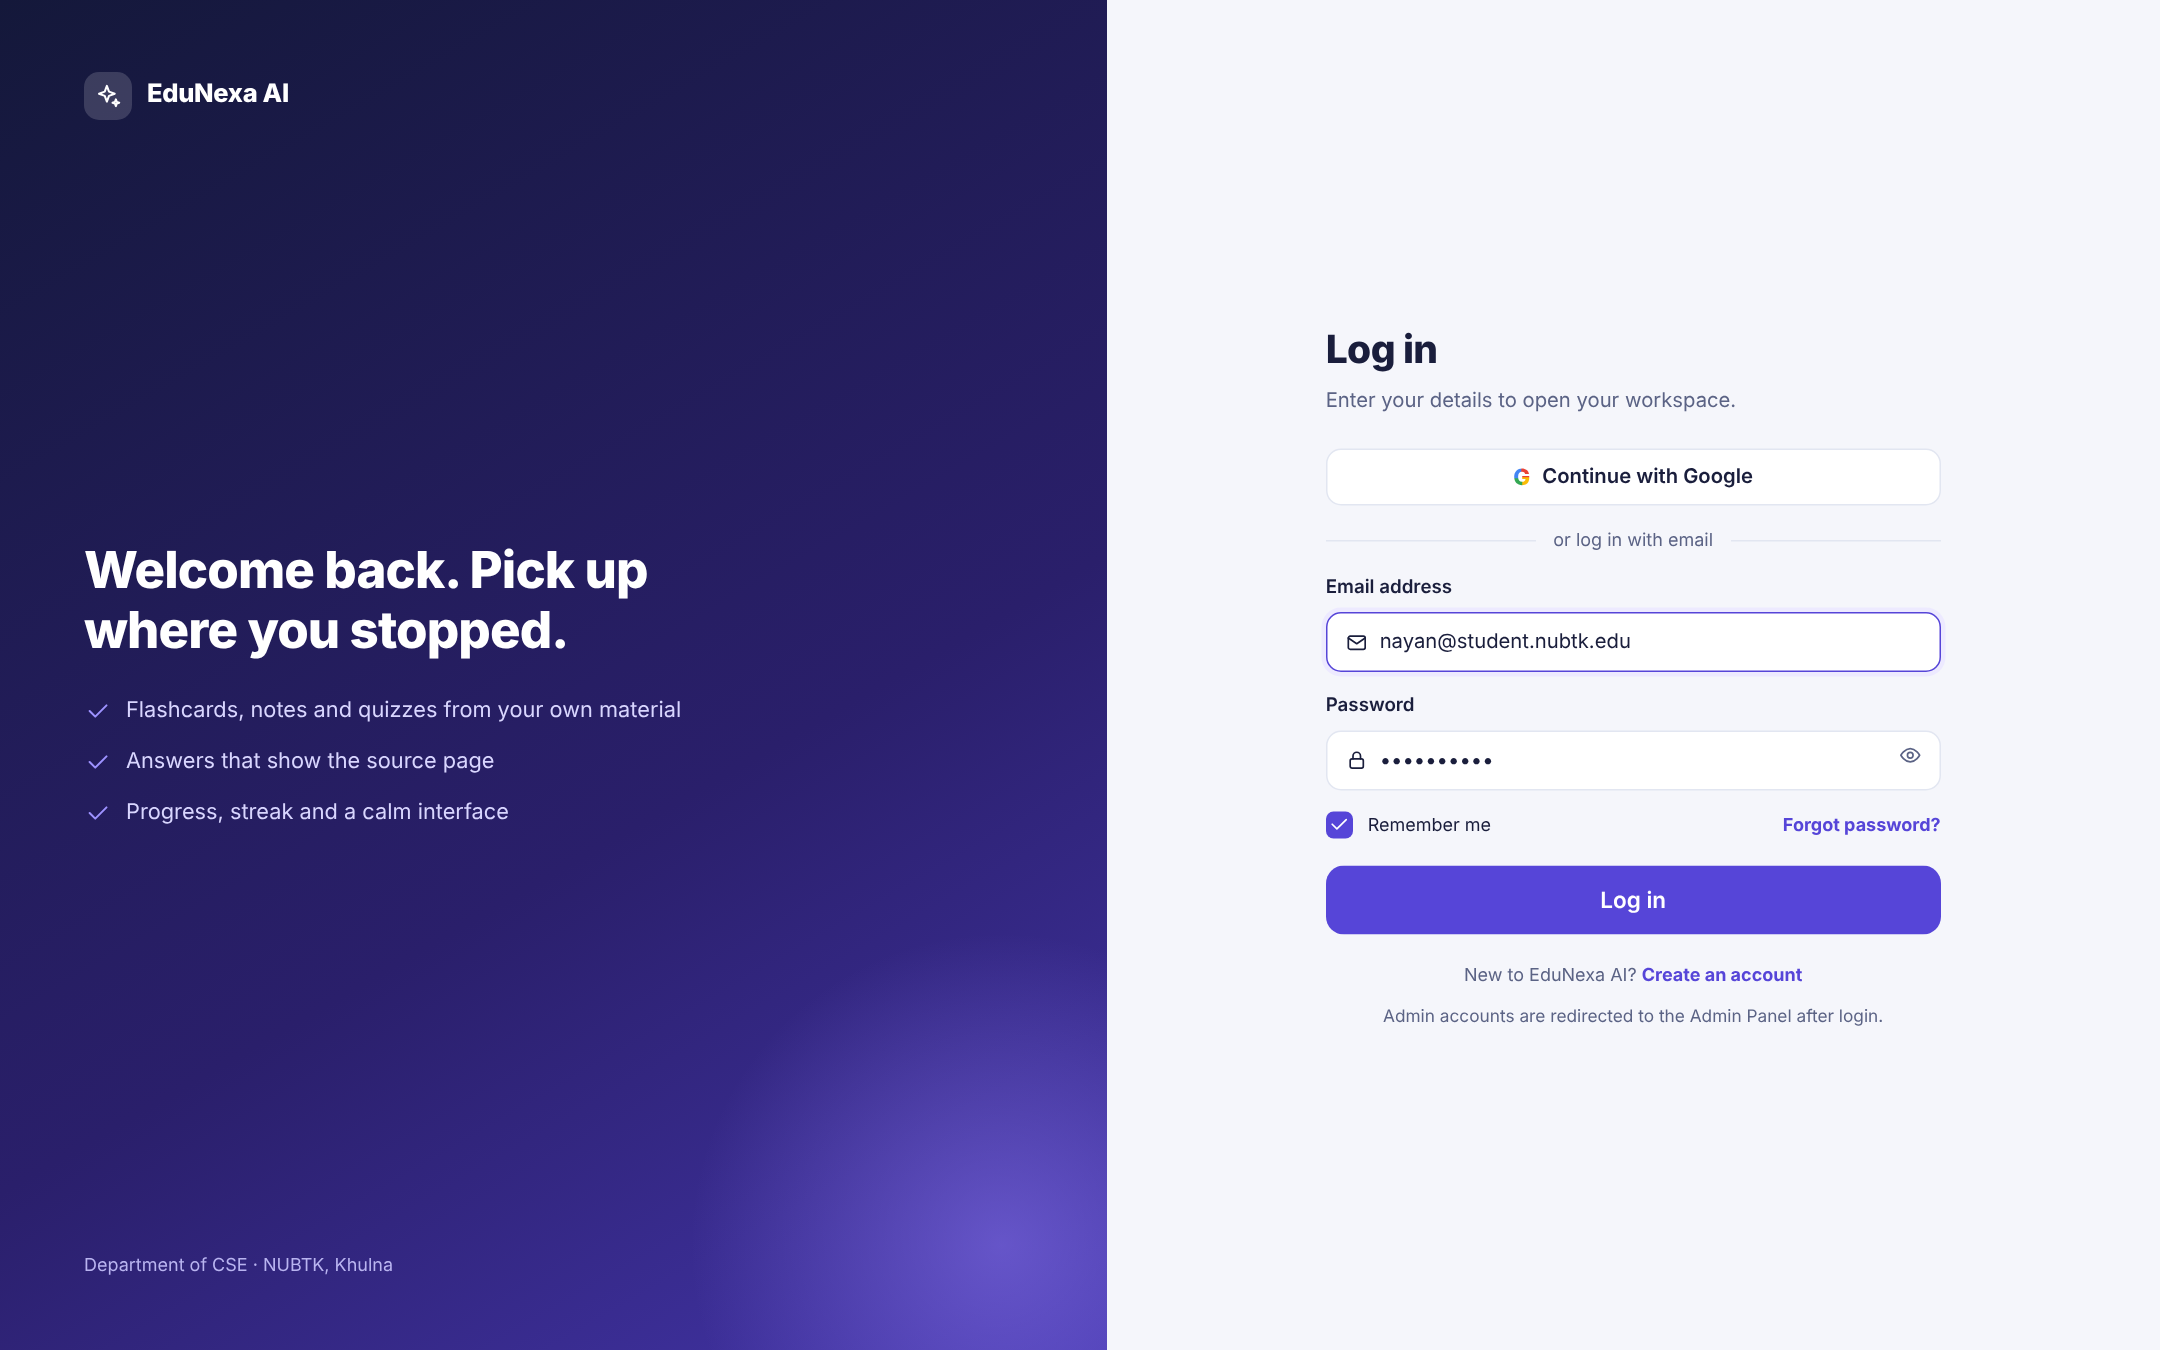 EduNexa AI
Welcome back. Pick up
where you stopped.
Flashcards, notes and quizzes from your own material
Answers that show the source page
Progress, streak and a calm interface
Department of CSE · NUBTK, Khulna
Log in
Enter your details to open your workspace.
Continue with Google
or log in with email
Email address
nayan@student.nubtk.edu
Password
••••••••••
Remember me
Forgot password?
Log in
New to EduNexa AI? Create an account
Admin accounts are redirected to the Admin Panel after login.